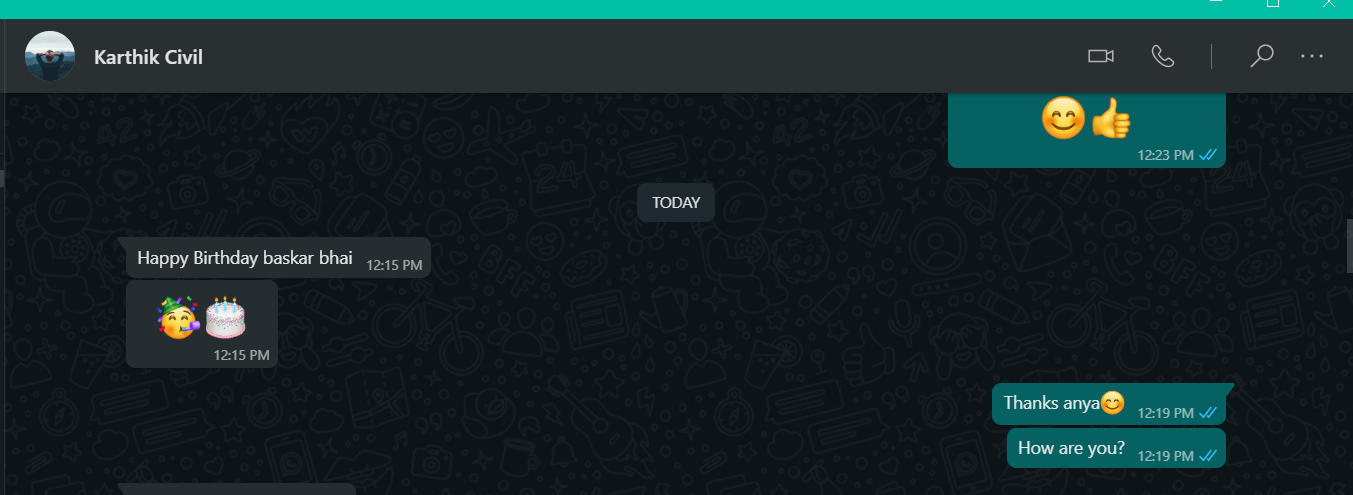 Karthik Civil
12:23 PM
TODAY
Happy Birthday baskar bhai 12:15 PM
12:15 PM
Thanks anya😊 12:19 PM
How are you? 12:19 PM